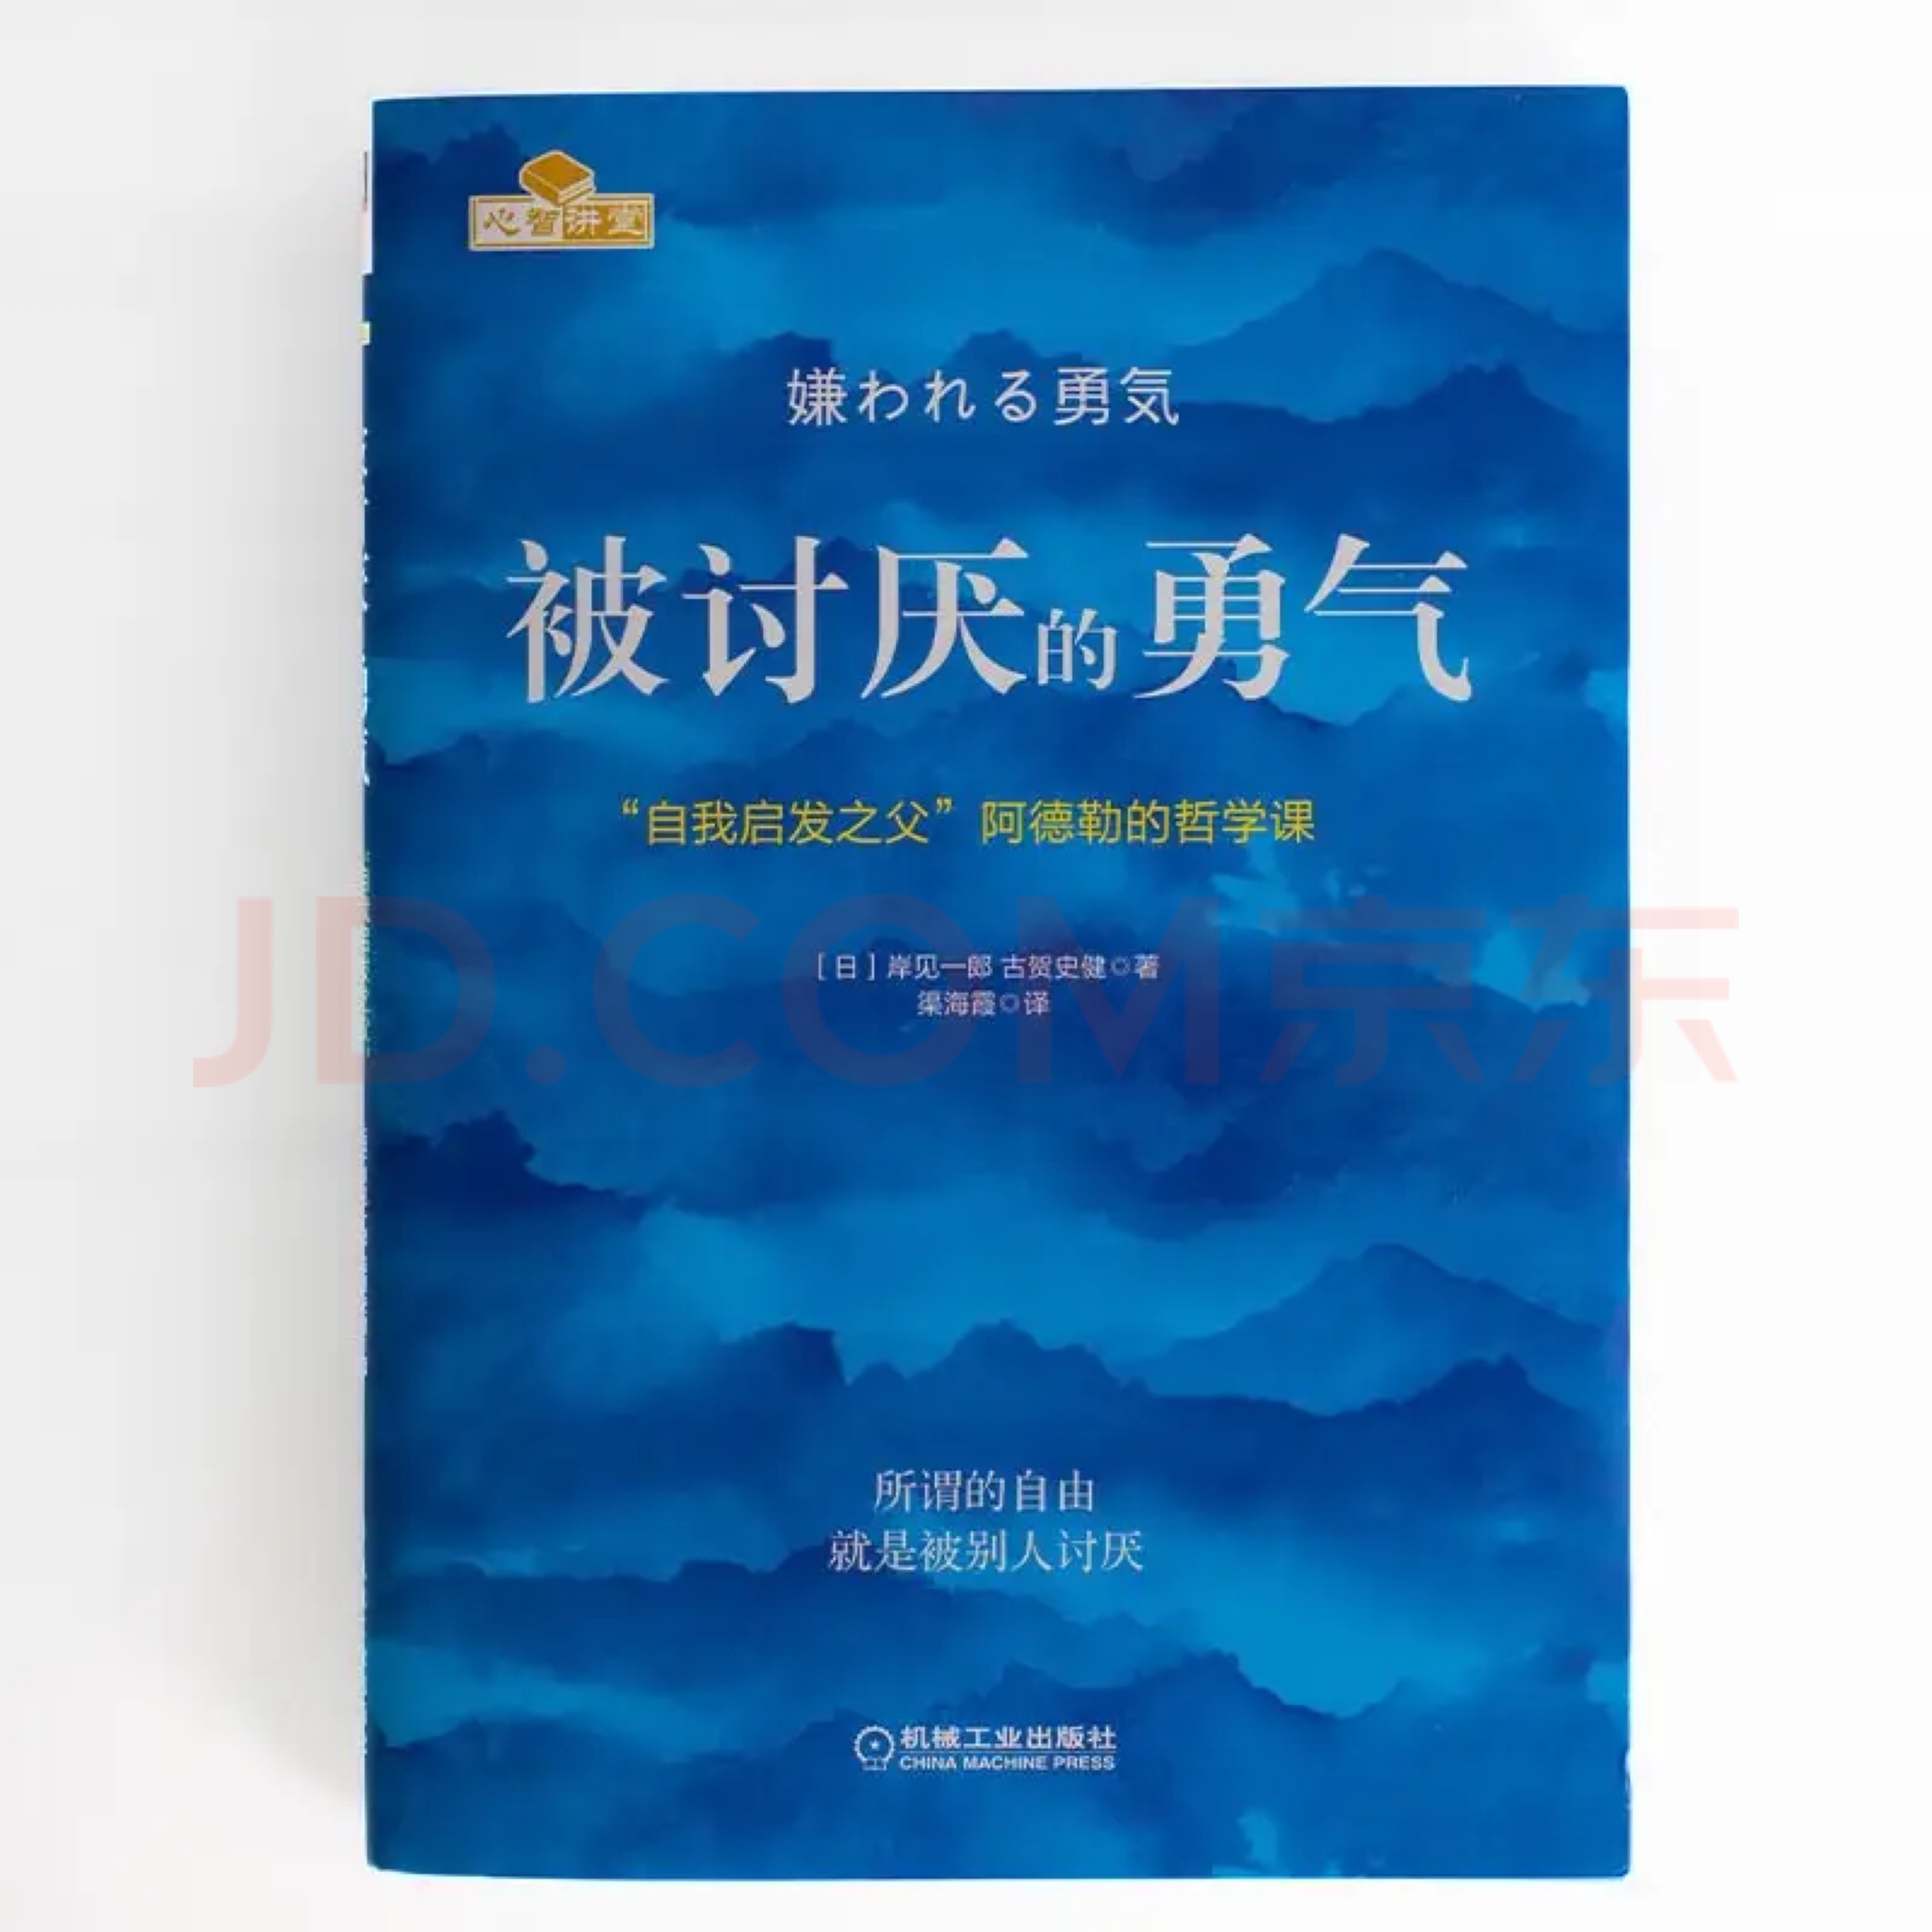 心智讲堂
嫌われる勇気
被讨厌的勇气
“自我启发之父”阿德勒的哲学课
[日]岸见一郎 古贺史健◎著
渠海霞◎译
JD.COM京东
所谓的自由
就是被别人讨厌
机械工业出版社
CHINA MACHINE PRESS